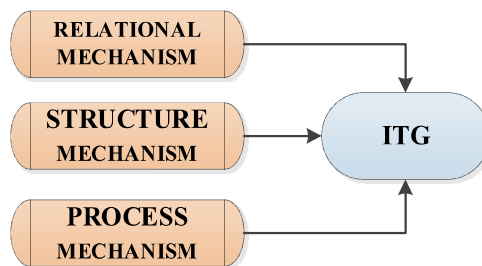 RELATIONAL
MECHANISM
STRUCTURE
MECHANISM
ITG
PROCESS
MECHANISM